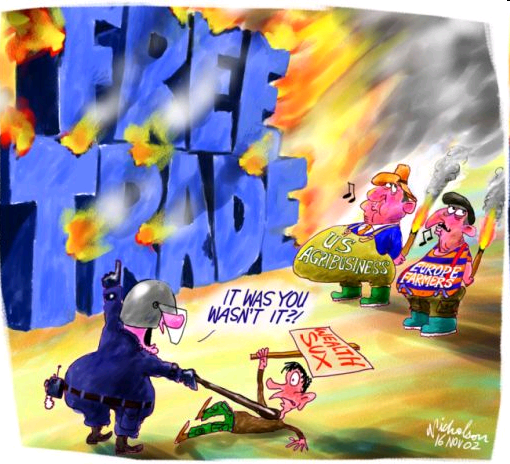 FREE
TRADE
US
AGRIBUSINESS
EUROPE
FARMERS
IT WAS YOU
WASN'T IT?!
WEALTH
SUX
Nicholson
16 NOV 02